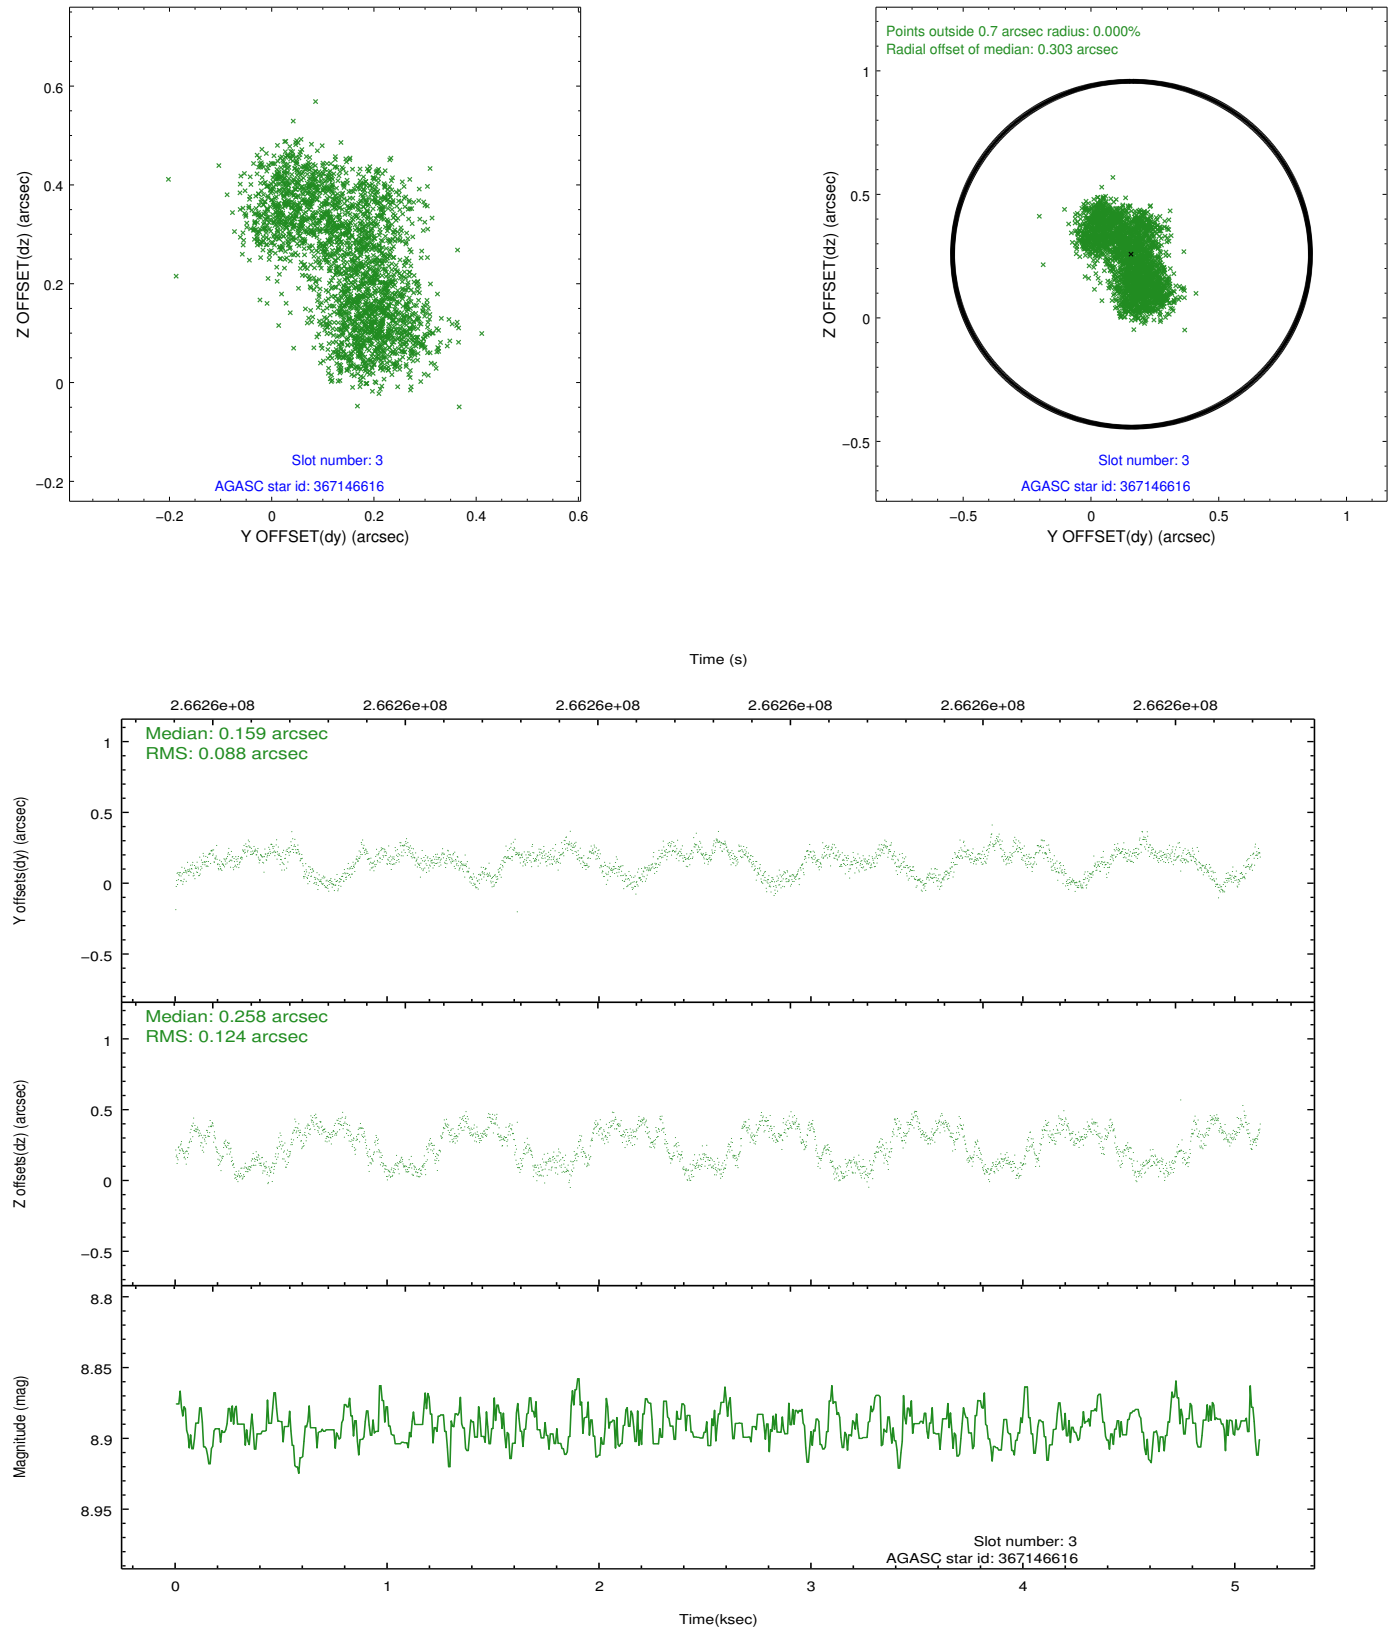 0.6
0.4
0.2
0
−0.2
Z OFFSET(dz) (arcsec)
−0.2 0 0.2 0.4 0.6
Y OFFSET(dy) (arcsec)
Slot number: 3
AGASC star id: 367146616
Points outside 0.7 arcsec radius: 0.000%
Radial offset of median: 0.303 arcsec
1
0.5
0
−0.5
Z OFFSET(dz) (arcsec)
Slot number: 3
AGASC star id: 367146616
−0.5 0 0.5 1
Y OFFSET(dy) (arcsec)
Time (s)
2.6626e+08 2.6626e+08 2.6626e+08 2.6626e+08 2.6626e+08 2.6626e+08
Median: 0.159 arcsec
RMS: 0.088 arcsec
1
0.5
0
−0.5
Y offsets(dy) (arcsec)
Median: 0.258 arcsec
RMS: 0.124 arcsec
1
0.5
0
−0.5
Z offsets(dz) (arcsec)
8.8
8.85
8.9
8.95
Magnitude (mag)
Slot number: 3
AGASC star id: 367146616
0 1 2 3 4 5
Time(ksec)